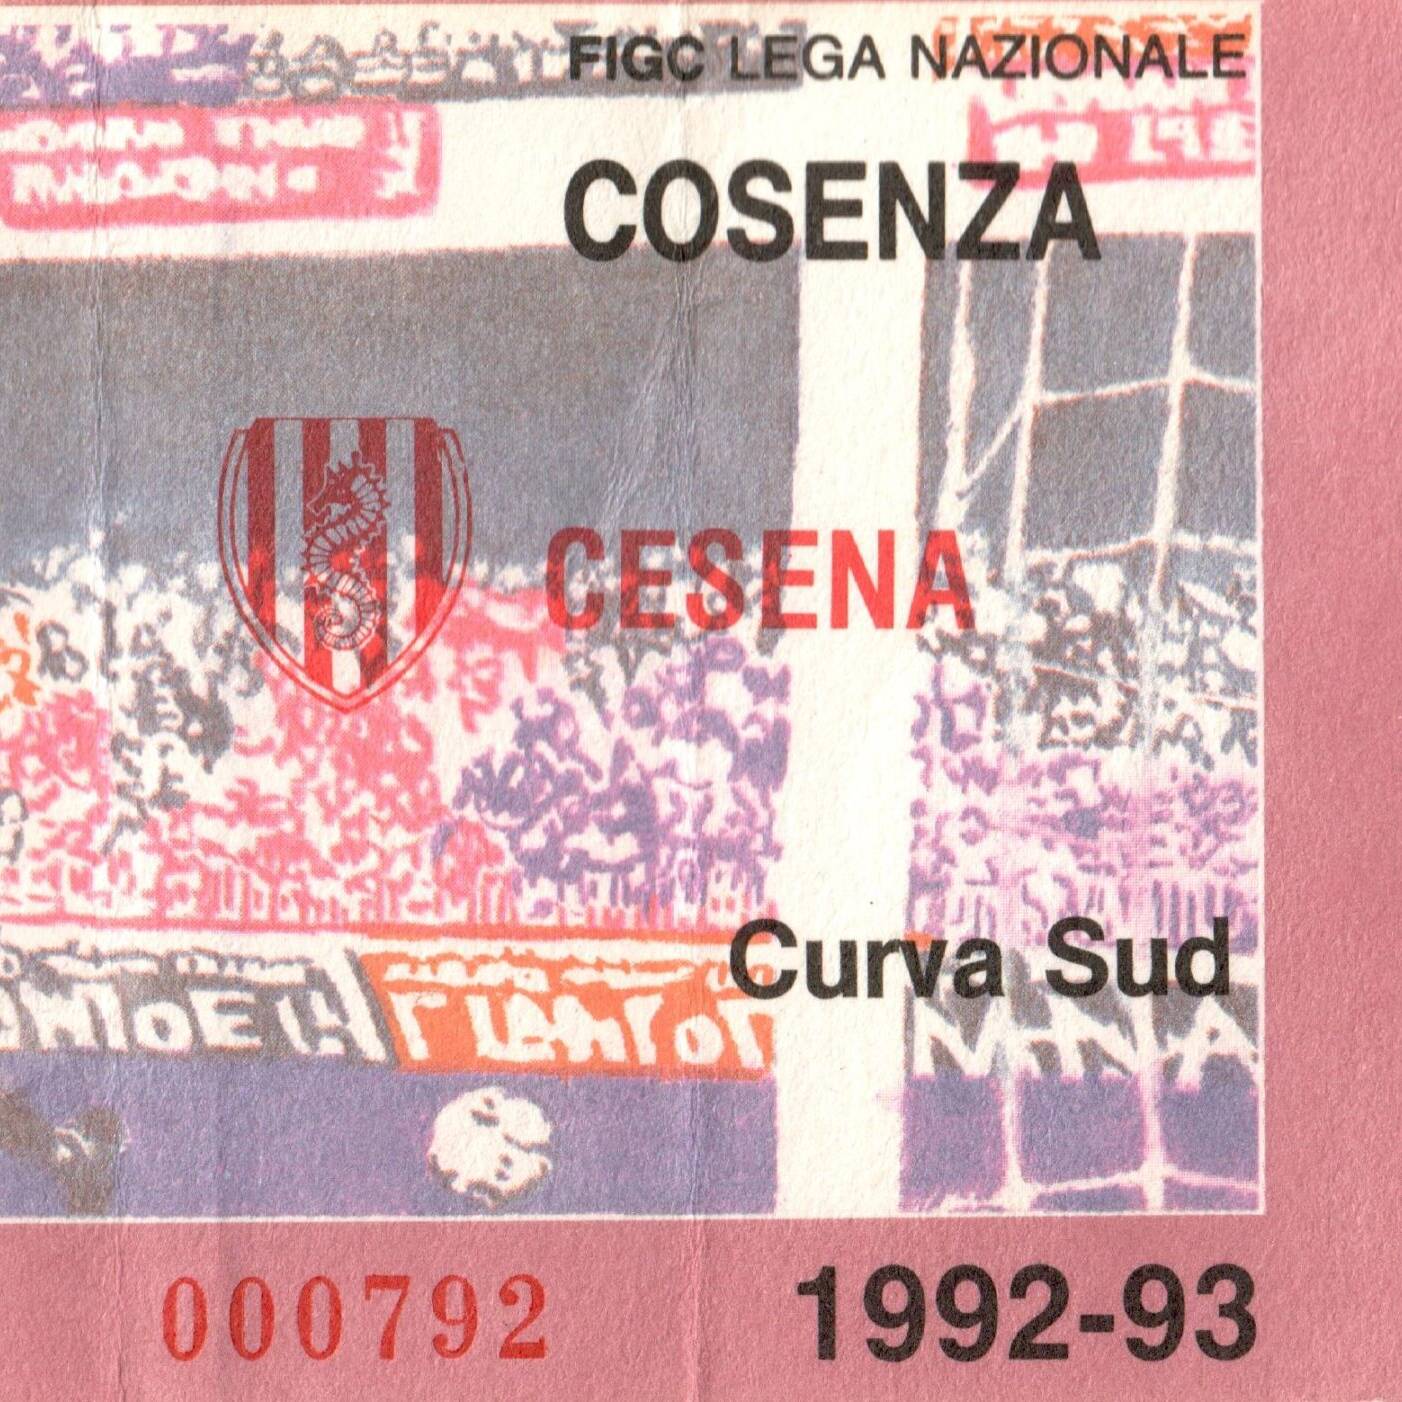 FIGC LEGA NAZIONALE
COSENZA
CESENA
Curva Sud
000792
1992-93